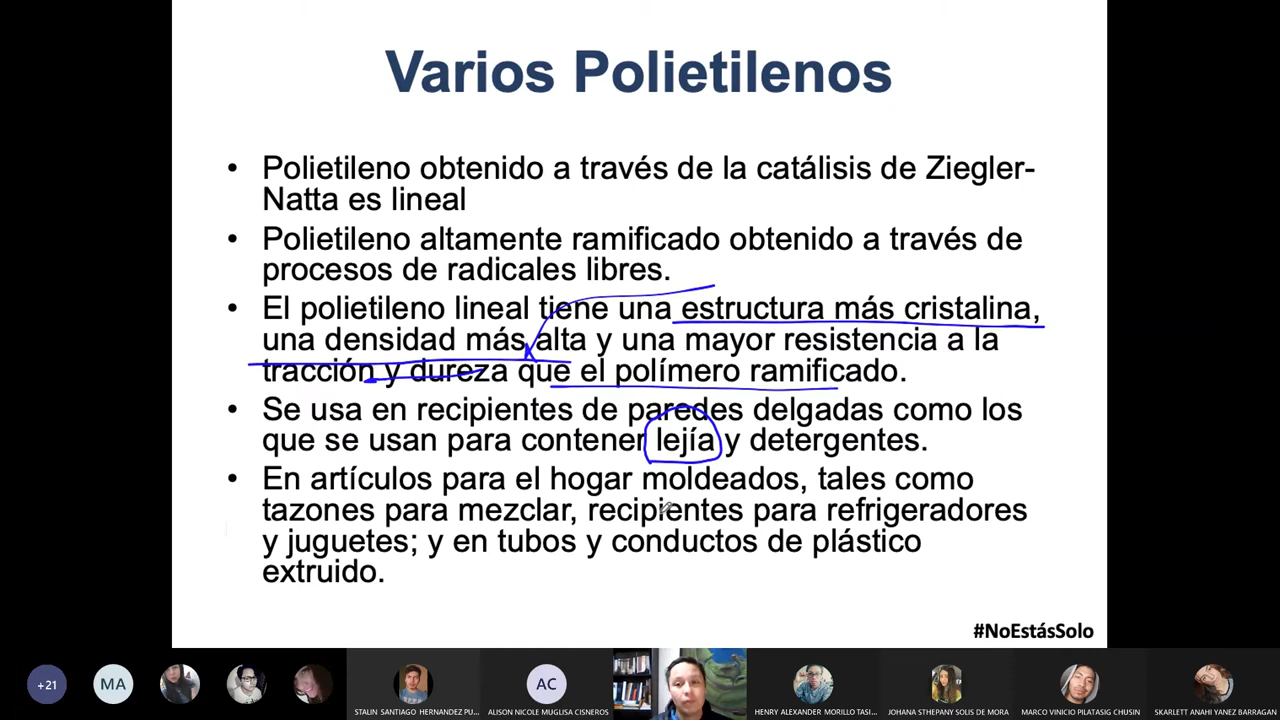 Varios Polietilenos
• Polietileno obtenido a través de la catálisis de Ziegler-
Natta es lineal
• Polietileno altamente ramificado obtenido a través de
procesos de radicales libres.
• El polietileno lineal tiene una estructura más cristalina,
una densidad más alta y una mayor resistencia a la
tracción y dureza que el polímero ramificado.
• Se usa en recipientes de paredes delgadas como los
que se usan para contener lejía y detergentes.
• En artículos para el hogar moldeados, tales como
tazones para mezclar, recipientes para refrigeradores
y juguetes; y en tubos y conductos de plástico
extruido.
#NoEstásSolo
+21
MA
AC
STALIN SANTIAGO HERNANDEZ PU...
ALISON NICOLE MUGLISA CISNEROS
HENRY ALEXANDER MORILLO TASI...
JOHANA STHEPANY SOLIS DE MORA
MARCO VINICIO PILATASIG CHUSIN
SKARLETT ANAHI YANEZ BARRAGAN